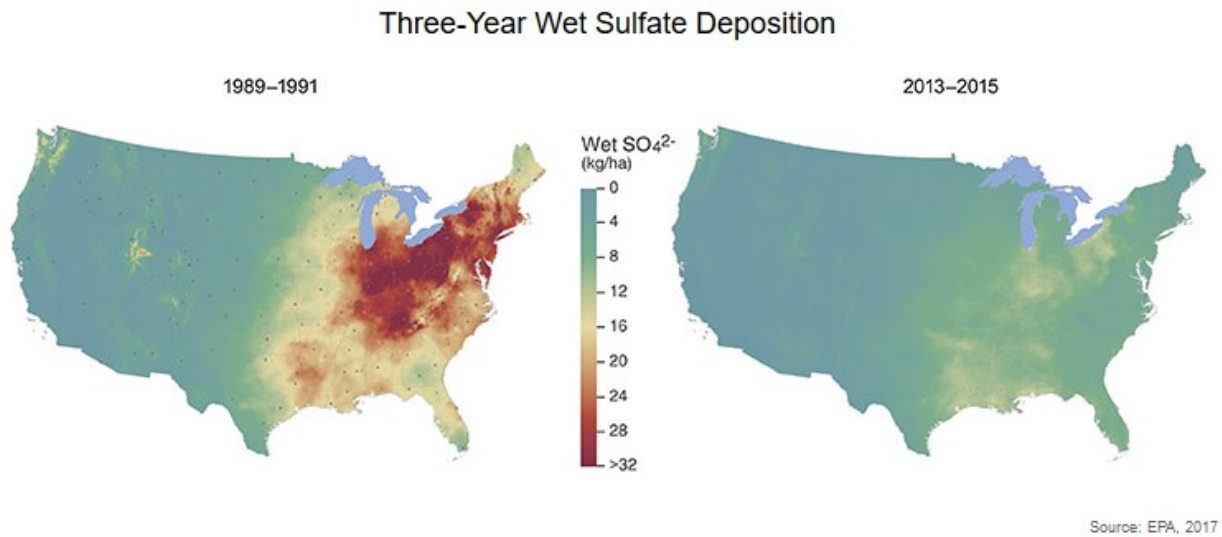 Three-Year Wet Sulfate Deposition
1989–1991
2013–2015
Wet SO₄²⁻
(kg/ha)
0
4
8
12
16
20
24
28
>32
Source: EPA, 2017